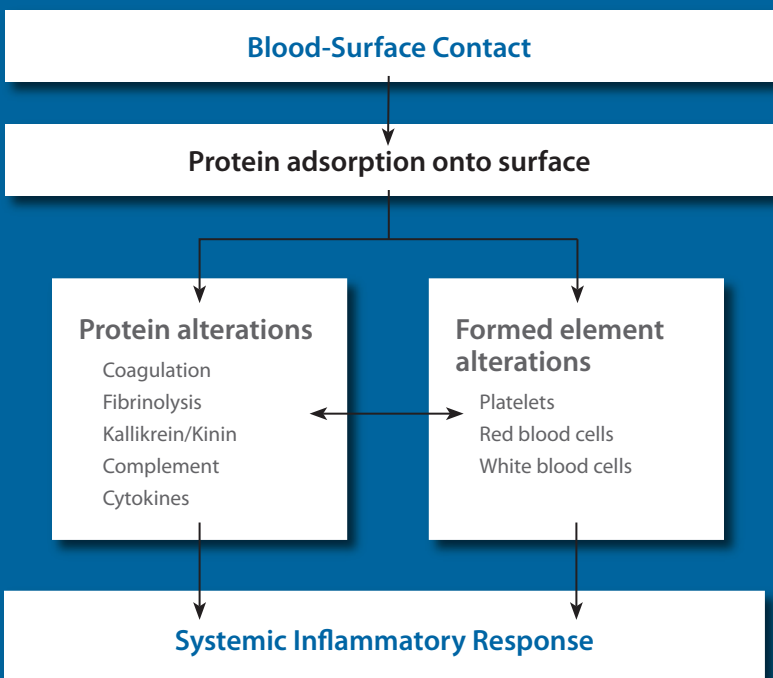 Blood-Surface Contact
Protein adsorption onto surface
Protein alterations
Coagulation
Fibrinolysis
Kallikrein/Kinin
Complement
Cytokines
Formed element
alterations
Platelets
Red blood cells
White blood cells
Systemic Inflammatory Response